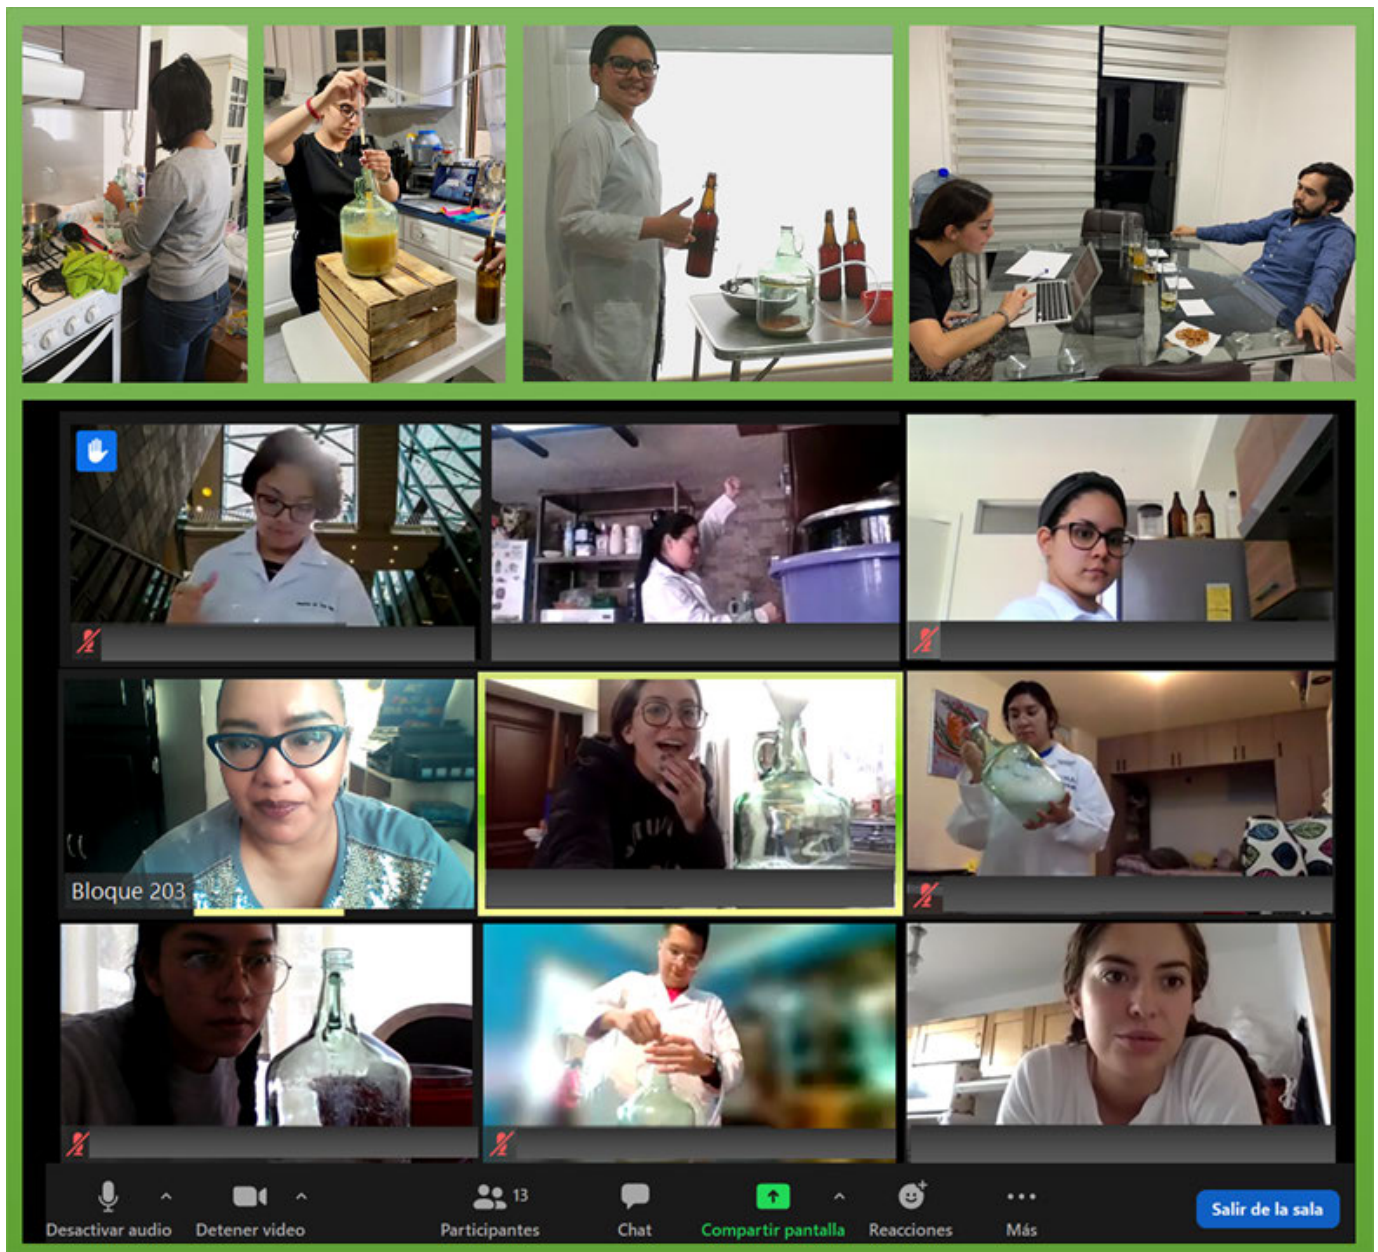 Bloque 203
13
Desactivar audio
Detener video
Participantes
Chat
Compartir pantalla
Reacciones
Más
Salir de la sala